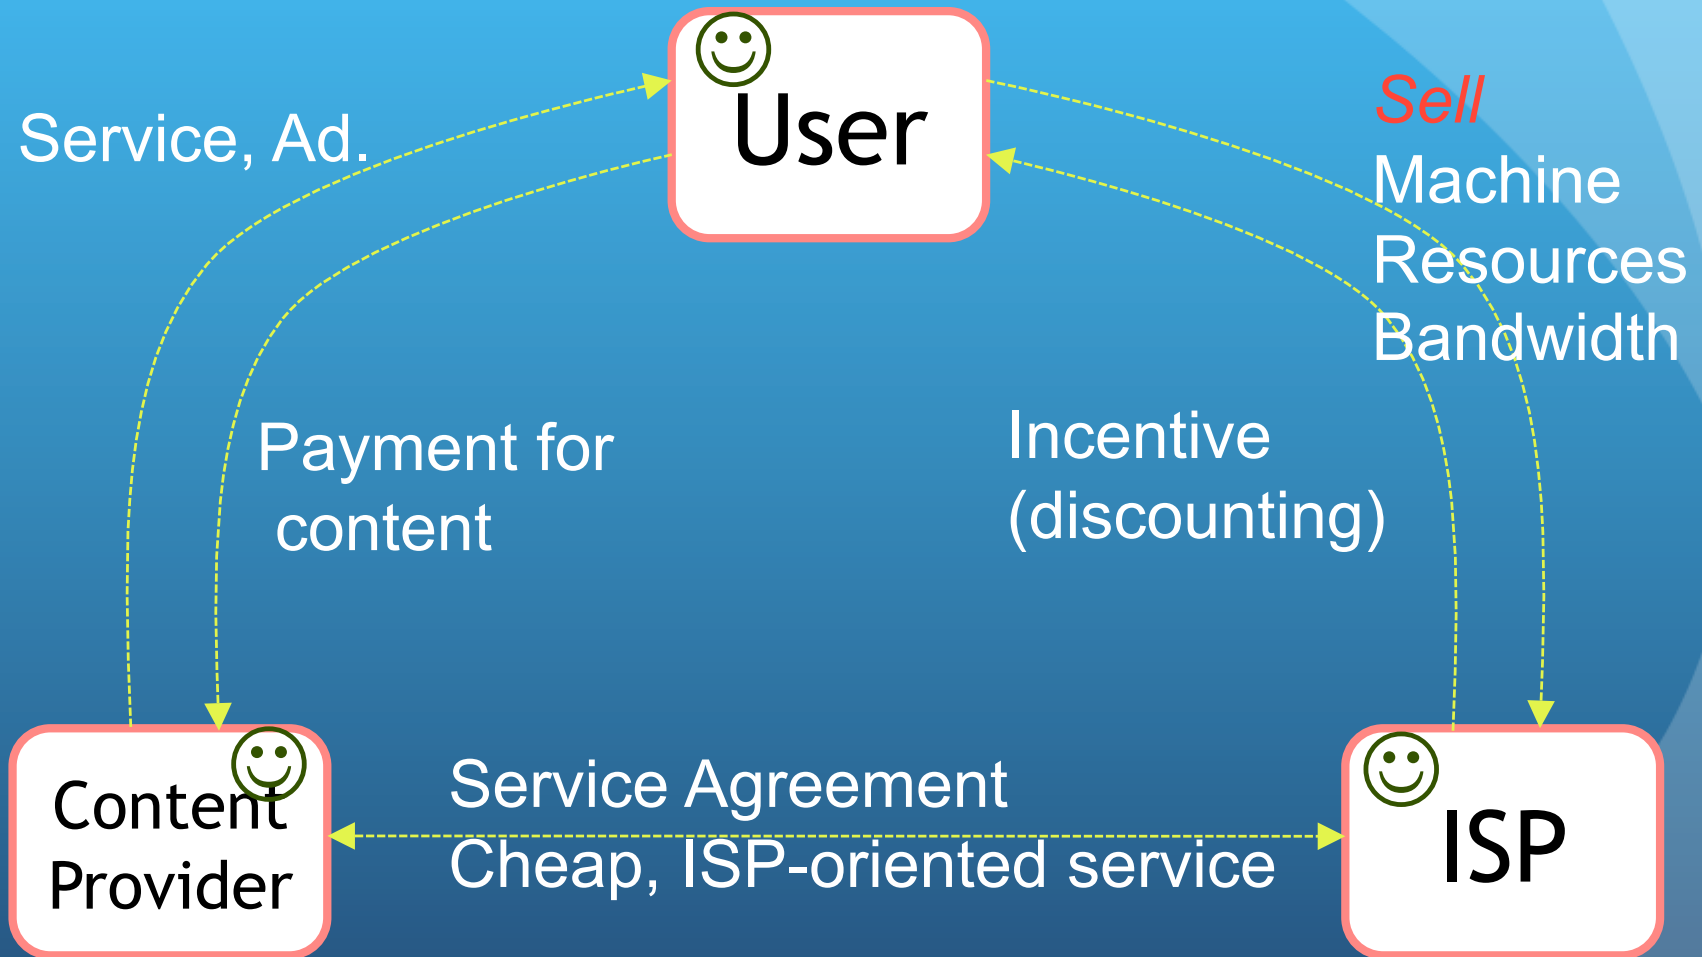 User
Service, Ad.
Sell
Machine
Resources
Bandwidth
Payment for
content
Incentive
(discounting)
Content
Provider
Service Agreement
Cheap, ISP-oriented service
ISP